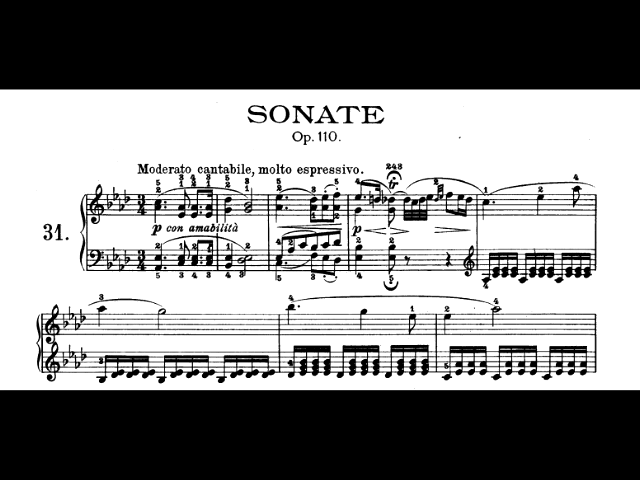 SONATE
Op. 110.
Moderato cantabile, molto espressivo.
31.
p con amabilità
p